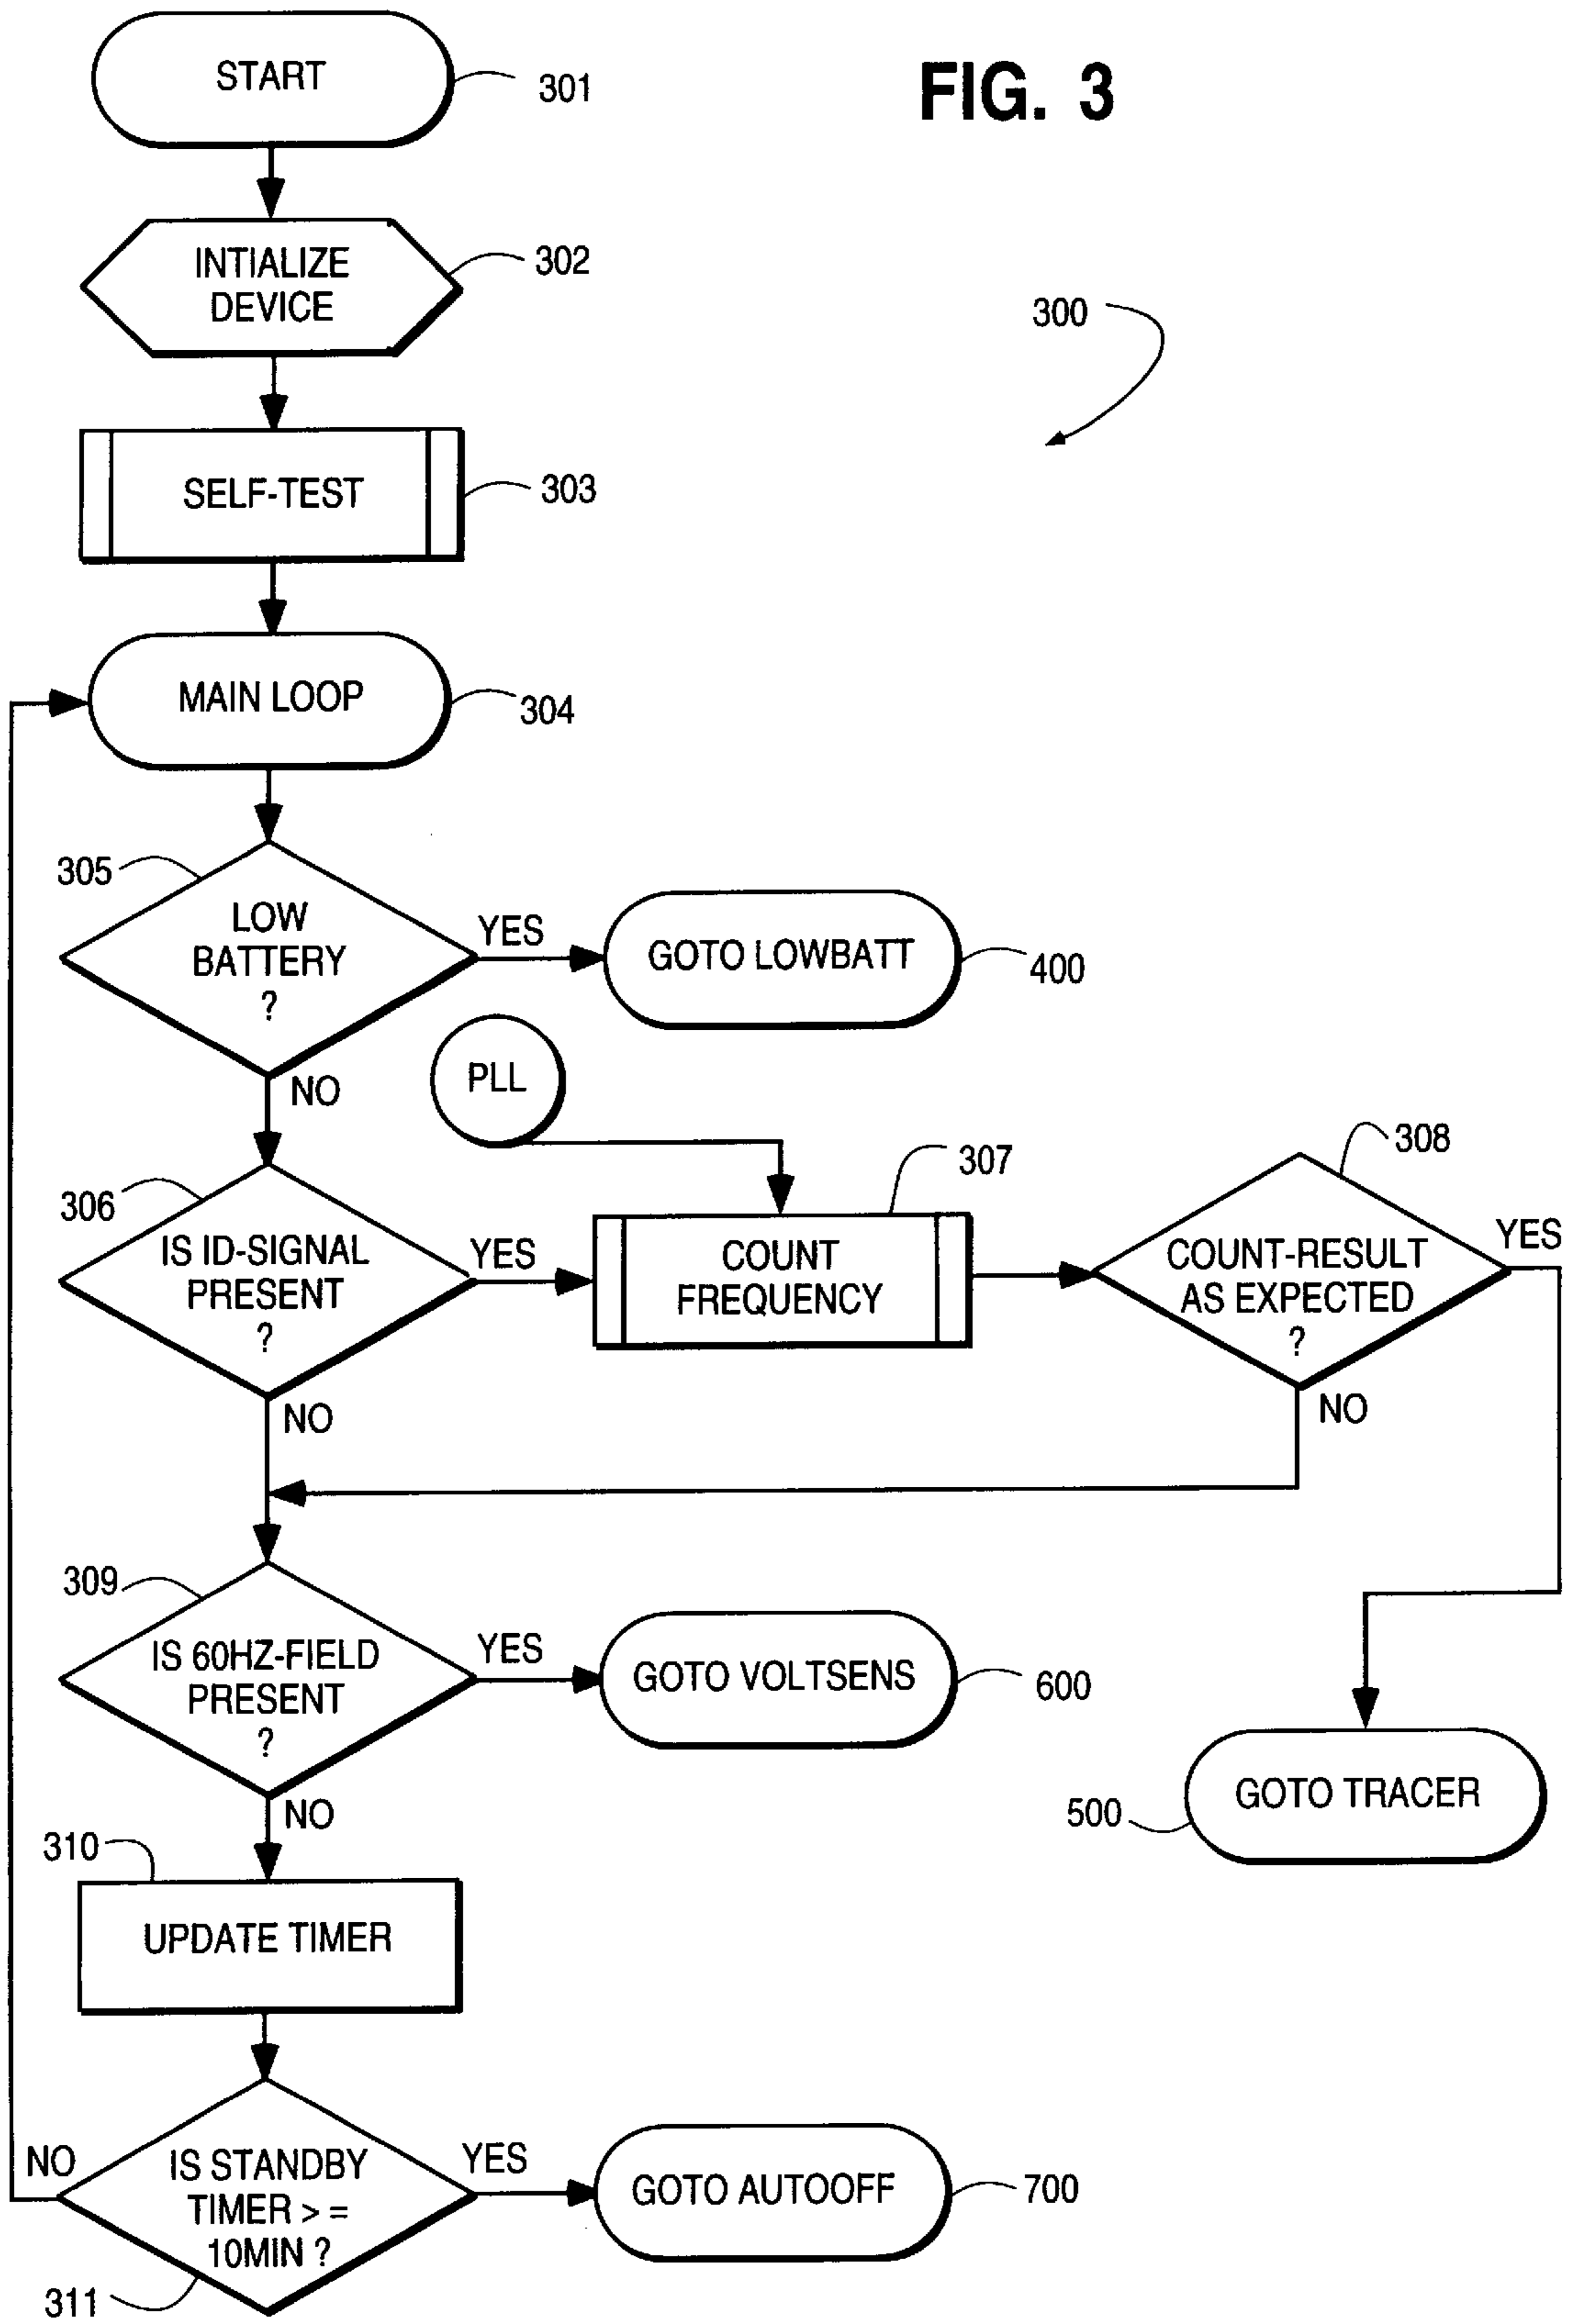 START
301
FIG. 3
INTIALIZE
DEVICE
302
300
SELF-TEST
303
MAIN LOOP
304
305
LOW
BATTERY
?
YES
GOTO LOWBATT
400
NO
PLL
306
IS ID-SIGNAL
PRESENT
?
YES
307
COUNT
FREQUENCY
308
COUNT-RESULT
AS EXPECTED
?
YES
NO
NO
309
IS 60HZ-FIELD
PRESENT
?
YES
GOTO VOLTSENS
600
NO
GOTO TRACER
500
310
UPDATE TIMER
NO
IS STANDBY
TIMER > =
10MIN ?
YES
GOTO AUTOOFF
700
311